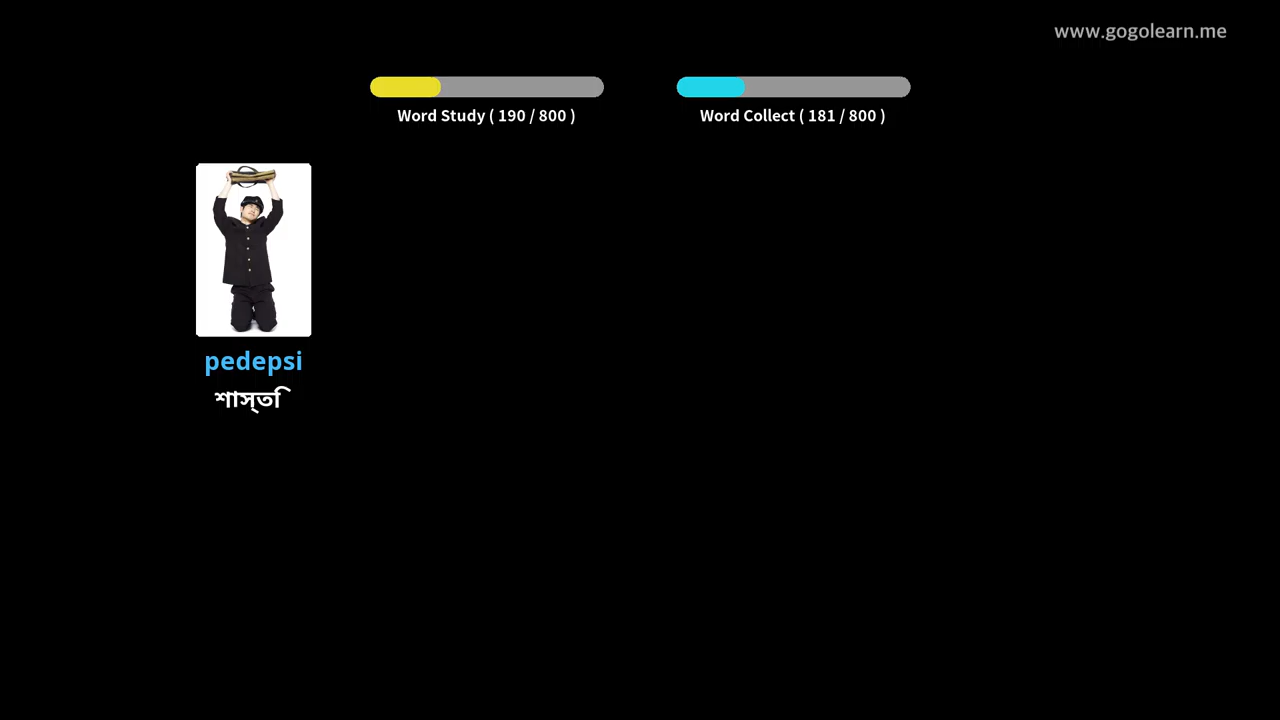 www.gogolearn.me
Word Study ( 190 / 800 )
Word Collect ( 181 / 800 )
pedepsi
শাস্তি